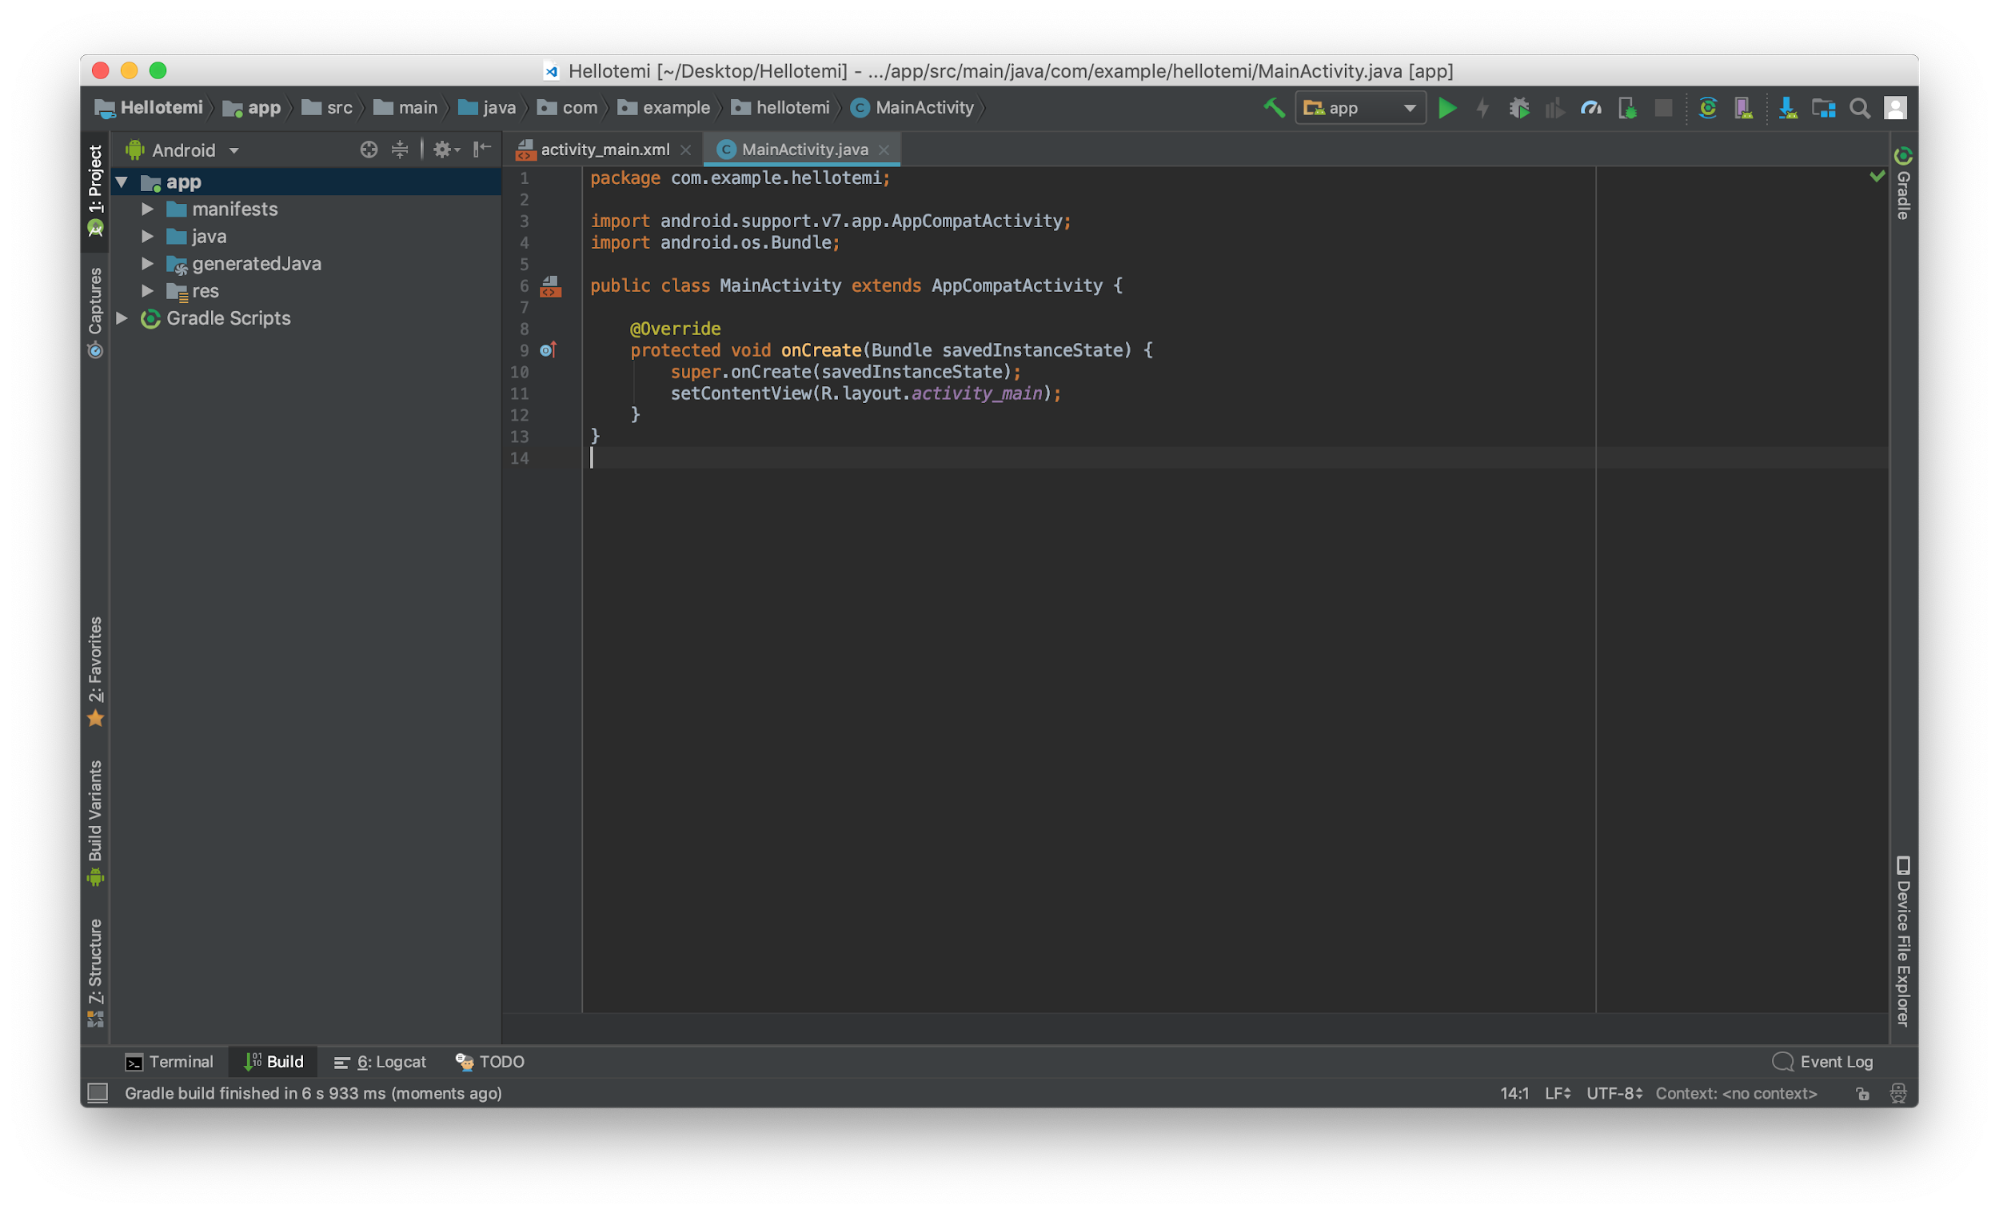 Hellotemi [~/Desktop/Hellotemi] - .../app/src/main/java/com/example/hellotemi/MainActivity.java [app]
Hellotemi app src main java com example hellotemi MainActivity app
1: Project
Captures
2: Favorites
Build Variants
7: Structure
Android
app
manifests
java
generatedJava
res
Gradle Scripts
activity_main.xml MainActivity.java
1 package com.example.hellotemi;
2
3 import android.support.v7.app.AppCompatActivity;
4 import android.os.Bundle;
5
6 public class MainActivity extends AppCompatActivity {
7
8 @Override
9 protected void onCreate(Bundle savedInstanceState) {
10 super.onCreate(savedInstanceState);
11 setContentView(R.layout.activity_main);
12 }
13 }
14
Gradle
Device File Explorer
Terminal Build 6: Logcat TODO Event Log
Gradle build finished in 6 s 933 ms (moments ago) 14:1 LF UTF-8 Context: <no context>